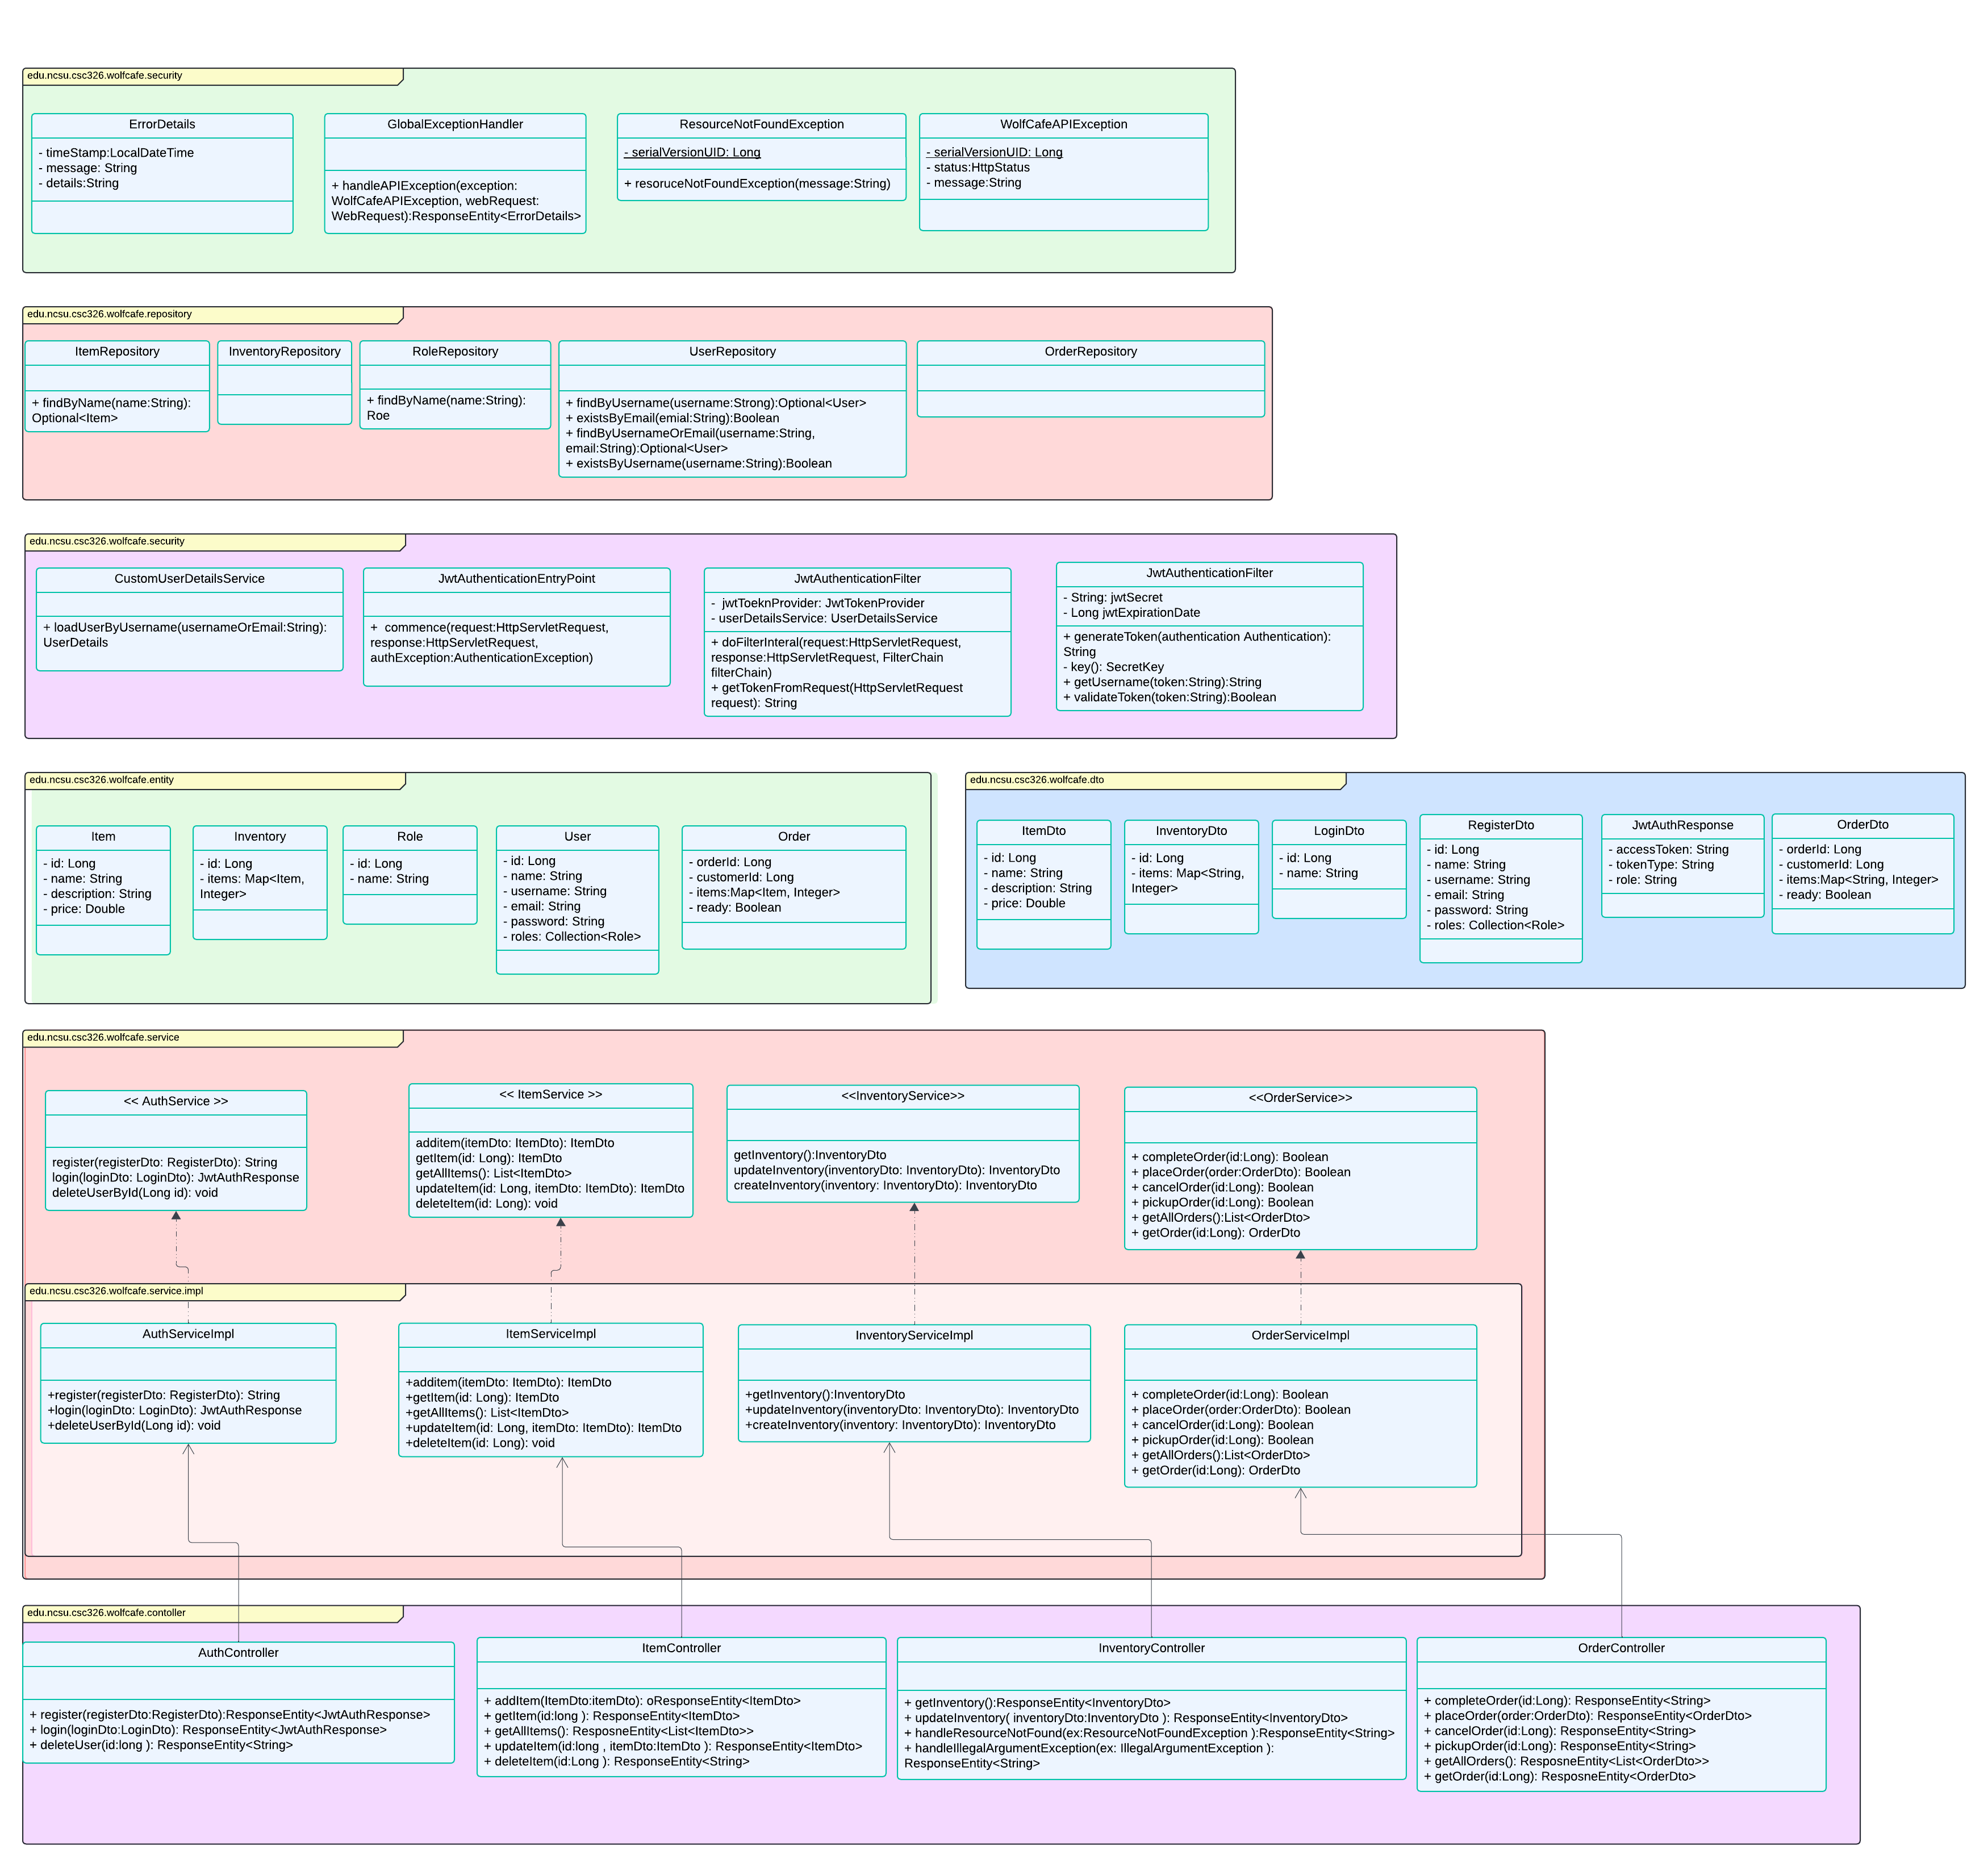 edu.ncsu.csc326.wolfcafe.security
ErrorDetails
- timeStamp:LocalDateTime
- message: String
- details:String
GlobalExceptionHandler
+ handleAPIException(exception:
WolfCafeAPIException, webRequest:
WebRequest):ResponseEntity<ErrorDetails>
ResourceNotFoundException
- serialVersionUID: Long
+ resoruceNotFoundException(message:String)
WolfCafeAPIException
- serialVersionUID: Long
- status:HttpStatus
- message:String
edu.ncsu.csc326.wolfcafe.repository
ItemRepository
+ findByName(name:String):
Optional<Item>
InventoryRepository
RoleRepository
+ findByName(name:String):
Roe
UserRepository
+ findByUsername(username:Strong):Optional<User>
+ existsByEmail(emial:String):Boolean
+ findByUsernameOrEmail(username:String,
email:String):Optional<User>
+ existsByUsername(username:String):Boolean
OrderRepository
edu.ncsu.csc326.wolfcafe.security
CustomUserDetailsService
+ loadUserByUsername(usernameOrEmail:String):
UserDetails
JwtAuthenticationEntryPoint
+  commence(request:HttpServletRequest,
response:HttpServletRequest,
authException:AuthenticationException)
JwtAuthenticationFilter
-  jwtToeknProvider: JwtTokenProvider
- userDetailsService: UserDetailsService
+ doFilterInteral(request:HttpServletRequest,
response:HttpServletRequest, FilterChain
filterChain)
+ getTokenFromRequest(HttpServletRequest
request): String
JwtAuthenticationFilter
- String: jwtSecret
- Long jwtExpirationDate
+ generateToken(authentication Authentication):
String
- key(): SecretKey
+ getUsername(token:String):String
+ validateToken(token:String):Boolean
edu.ncsu.csc326.wolfcafe.entity
Item
- id: Long
- name: String
- description: String
- price: Double
Inventory
- id: Long
- items: Map<Item,
Integer>
Role
- id: Long
- name: String
User
- id: Long
- name: String
- username: String
- email: String
- password: String
- roles: Collection<Role>
Order
- orderId: Long
- customerId: Long
- items:Map<Item, Integer>
- ready: Boolean
edu.ncsu.csc326.wolfcafe.dto
ItemDto
- id: Long
- name: String
- description: String
- price: Double
InventoryDto
- id: Long
- items: Map<String,
Integer>
LoginDto
- id: Long
- name: String
RegisterDto
- id: Long
- name: String
- username: String
- email: String
- password: String
- roles: Collection<Role>
JwtAuthResponse
- accessToken: String
- tokenType: String
- role: String
OrderDto
- orderId: Long
- customerId: Long
- items:Map<String, Integer>
- ready: Boolean
edu.ncsu.csc326.wolfcafe.service
<< AuthService >>
register(registerDto: RegisterDto): String
login(loginDto: LoginDto): JwtAuthResponse
deleteUserById(Long id): void
<< ItemService >>
additem(itemDto: ItemDto): ItemDto
getItem(id: Long): ItemDto
getAllItems(): List<ItemDto>
updateItem(id: Long, itemDto: ItemDto): ItemDto
deleteItem(id: Long): void
<<InventoryService>>
getInventory():InventoryDto
updateInventory(inventoryDto: InventoryDto): InventoryDto
createInventory(inventory: InventoryDto): InventoryDto
<<OrderService>>
+ completeOrder(id:Long): Boolean
+ placeOrder(order:OrderDto): Boolean
+ cancelOrder(id:Long): Boolean
+ pickupOrder(id:Long): Boolean
+ getAllOrders():List<OrderDto>
+ getOrder(id:Long): OrderDto
edu.ncsu.csc326.wolfcafe.service.impl
AuthServiceImpl
+register(registerDto: RegisterDto): String
+login(loginDto: LoginDto): JwtAuthResponse
+deleteUserById(Long id): void
ItemServiceImpl
+additem(itemDto: ItemDto): ItemDto
+getItem(id: Long): ItemDto
+getAllItems(): List<ItemDto>
+updateItem(id: Long, itemDto: ItemDto): ItemDto
+deleteItem(id: Long): void
InventoryServiceImpl
+getInventory():InventoryDto
+updateInventory(inventoryDto: InventoryDto): InventoryDto
+createInventory(inventory: InventoryDto): InventoryDto
OrderServiceImpl
+ completeOrder(id:Long): Boolean
+ placeOrder(order:OrderDto): Boolean
+ cancelOrder(id:Long): Boolean
+ pickupOrder(id:Long): Boolean
+ getAllOrders():List<OrderDto>
+ getOrder(id:Long): OrderDto
edu.ncsu.csc326.wolfcafe.contoller
AuthController
+ register(registerDto:RegisterDto):ResponseEntity<JwtAuthResponse>
+ login(loginDto:LoginDto): ResponseEntity<JwtAuthResponse>
+ deleteUser(id:long ): ResponseEntity<String>
ItemController
+ addItem(ItemDto:itemDto): oResponseEntity<ItemDto>
+ getItem(id:long ): ResponseEntity<ItemDto>
+ getAllItems(): ResposneEntity<List<ItemDto>>
+ updateItem(id:long , itemDto:ItemDto ): ResponseEntity<ItemDto>
+ deleteItem(id:Long ): ResponseEntity<String>
InventoryController
+ getInventory():ResponseEntity<InventoryDto>
+ updateInventory( inventoryDto:InventoryDto ): ResponseEntity<InventryDto>
+ handleResourceNotFound(ex:ResourceNotFoundException ):ResponseEntity<String>
+ handleIllegalArgumentException(ex: IllegalArgumentException ):
ResponseEntity<String>
OrderController
+ completeOrder(id:Long): ResponseEntity<String>
+ placeOrder(order:OrderDto): ResponseEntity<OrderDto>
+ cancelOrder(id:Long): ResponseEntity<String>
+ pickupOrder(id:Long): ResponseEntity<String>
+ getAllOrders(): ResposneEntity<List<OrderDto>>
+ getOrder(id:Long): ResposneEntity<OrderDto>